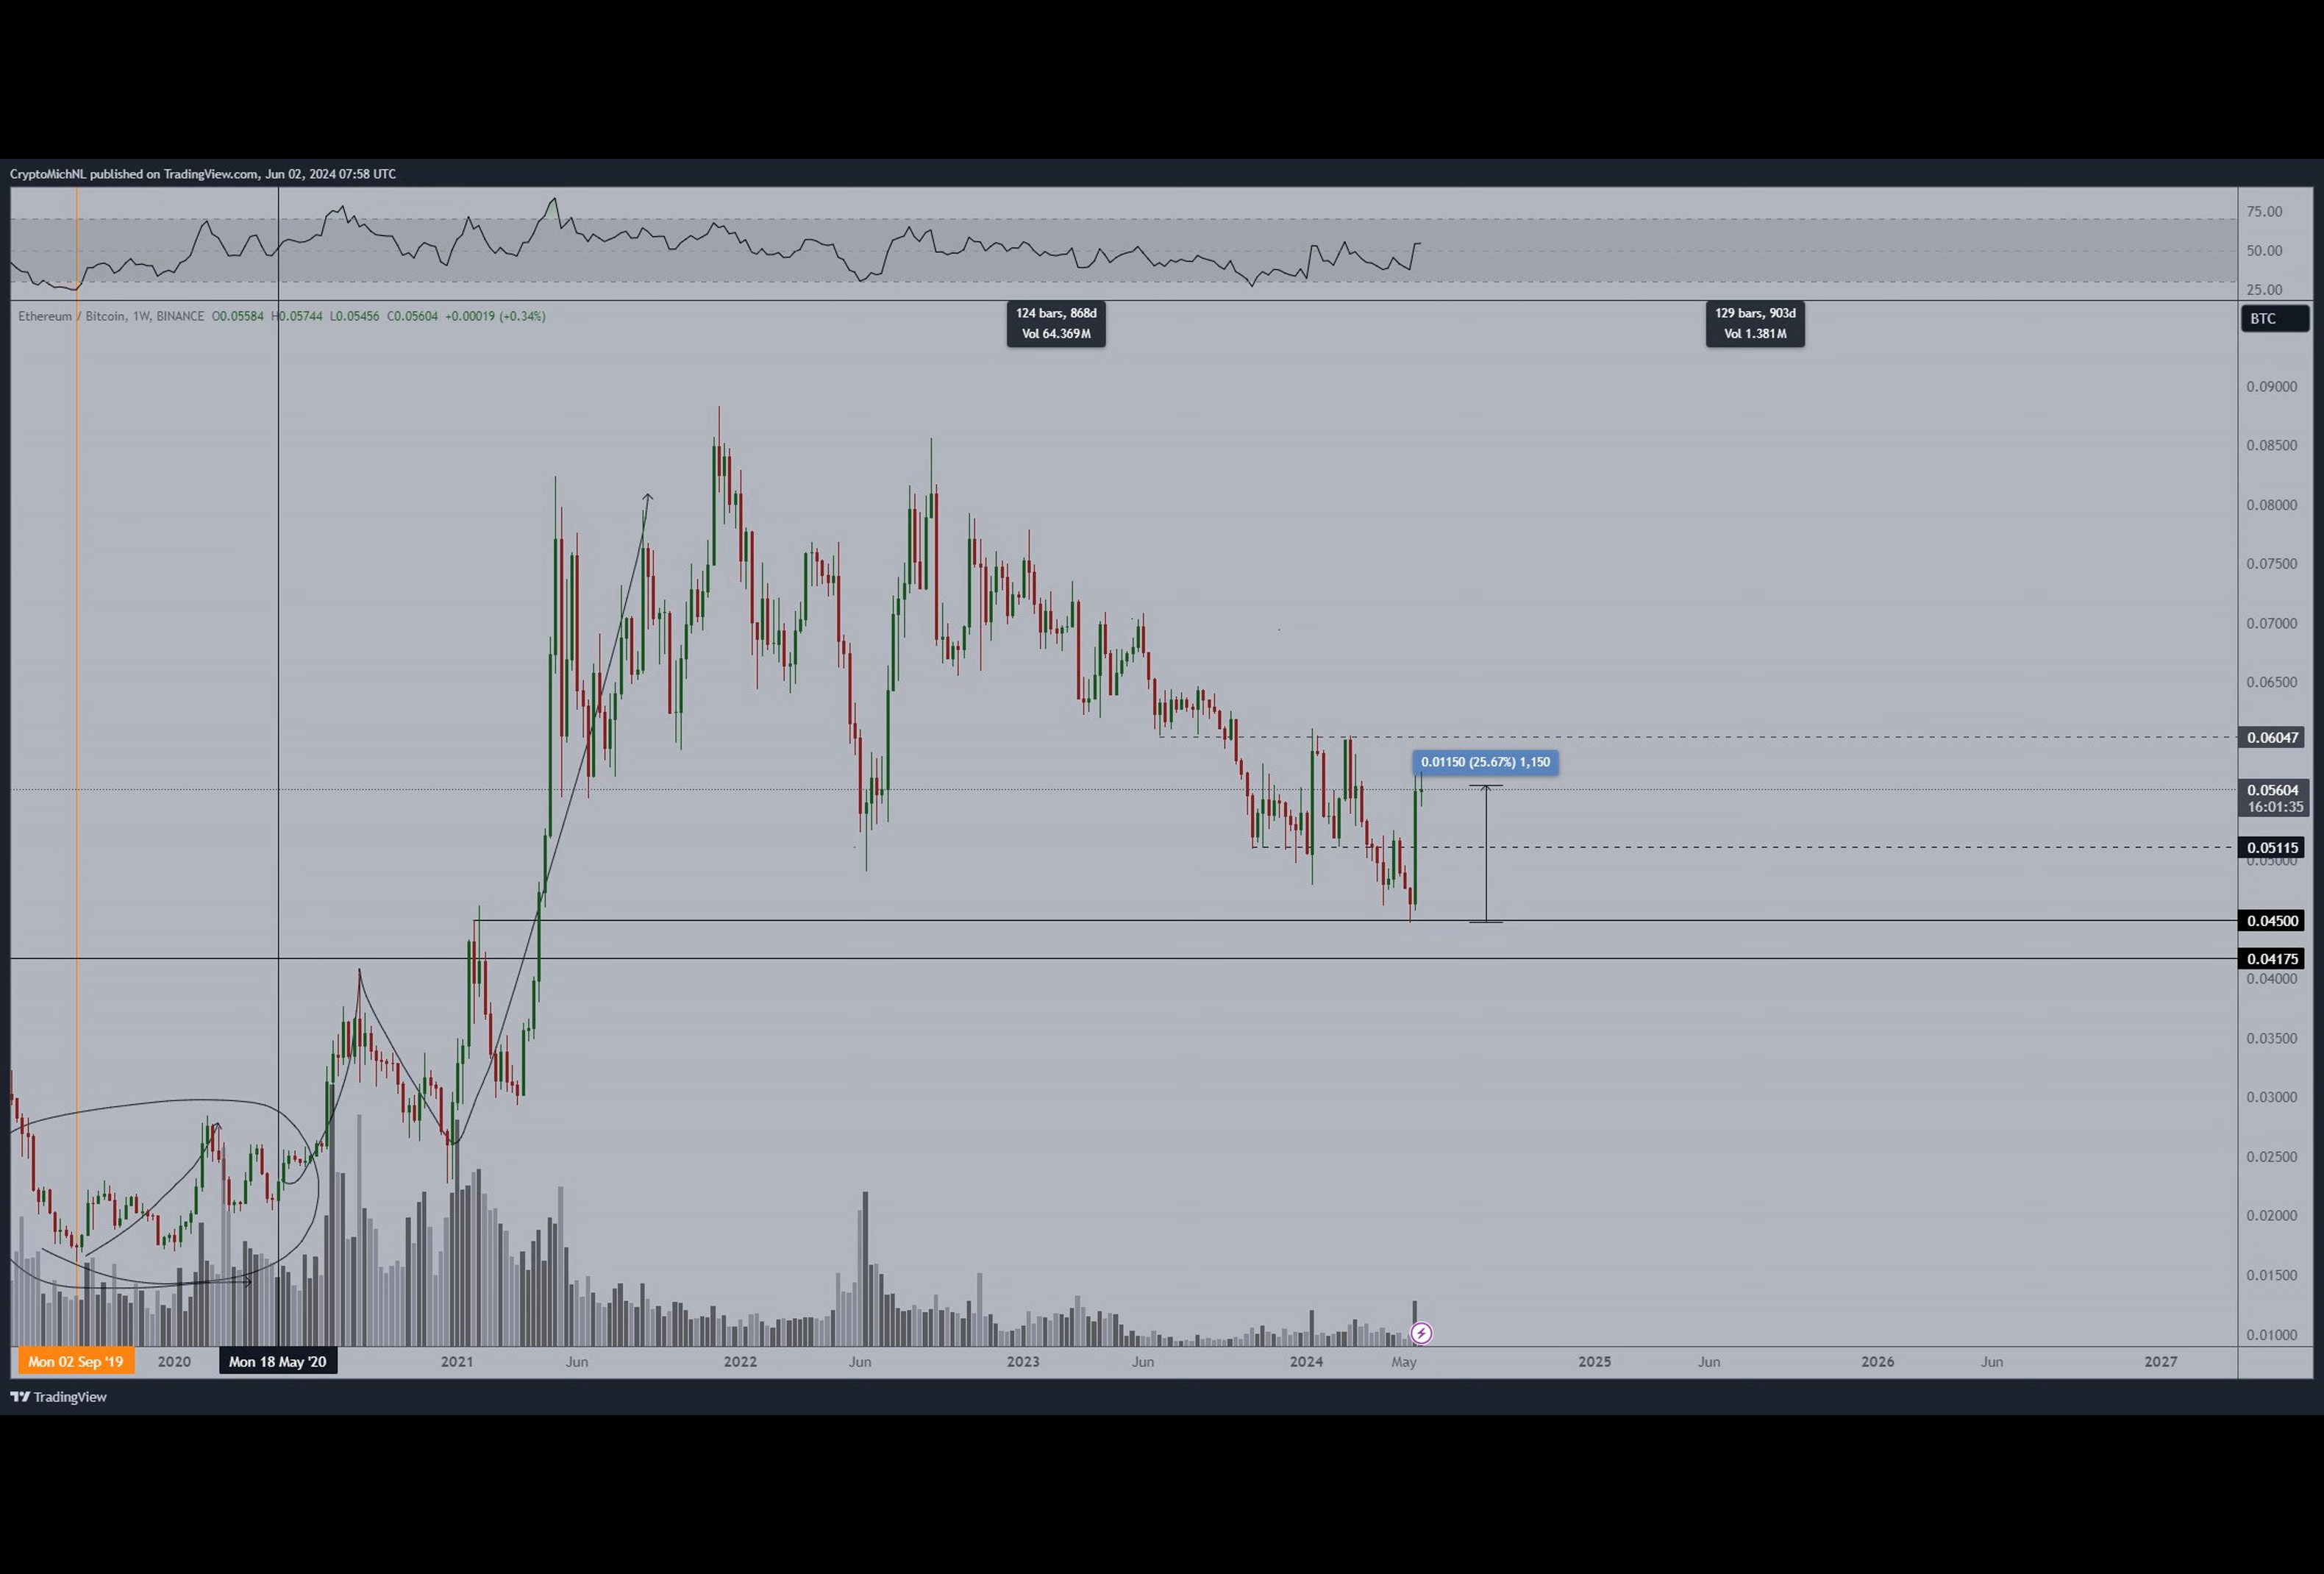 CryptoMichNL published on TradingView.com, Jun 02, 2024 07:58 UTC
75.00
50.00
25.00
Ethereum / Bitcoin, 1W, BINANCE O0.05584 H0.05744 L0.05456 C0.05604 +0.00019 (+0.34%)
124 bars, 868d
Vol 64.369M
129 bars, 903d
Vol 1.381M
BTC
0.09000
0.08500
0.08000
0.07500
0.07000
0.06500
0.06047
0.01150 (25.67%) 1,150
0.05604
16:01:35
0.05115
0.05000
0.04500
0.04175
0.04000
0.03500
0.03000
0.02500
0.02000
0.01500
0.01000
Mon 02 Sep '19 2020 Mon 18 May '20 2021 Jun 2022 Jun 2023 Jun 2024 May 2025 Jun 2026 Jun 2027
TradingView